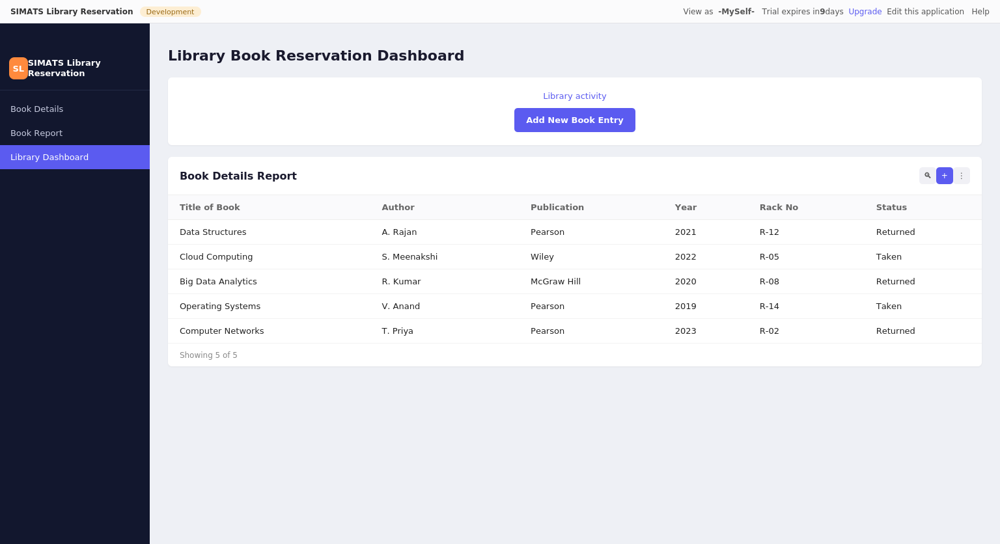 SIMATS Library Reservation Development View as -MySelf- Trial expires in9days Upgrade Edit this application Help
SL SIMATS Library
Reservation
Book Details
Book Report
Library Dashboard
Library Book Reservation Dashboard
Library activity
Add New Book Entry
Book Details Report
+ ⋮
Title of Book Author Publication Year Rack No Status
Data Structures A. Rajan Pearson 2021 R-12 Returned
Cloud Computing S. Meenakshi Wiley 2022 R-05 Taken
Big Data Analytics R. Kumar McGraw Hill 2020 R-08 Returned
Operating Systems V. Anand Pearson 2019 R-14 Taken
Computer Networks T. Priya Pearson 2023 R-02 Returned
Showing 5 of 5